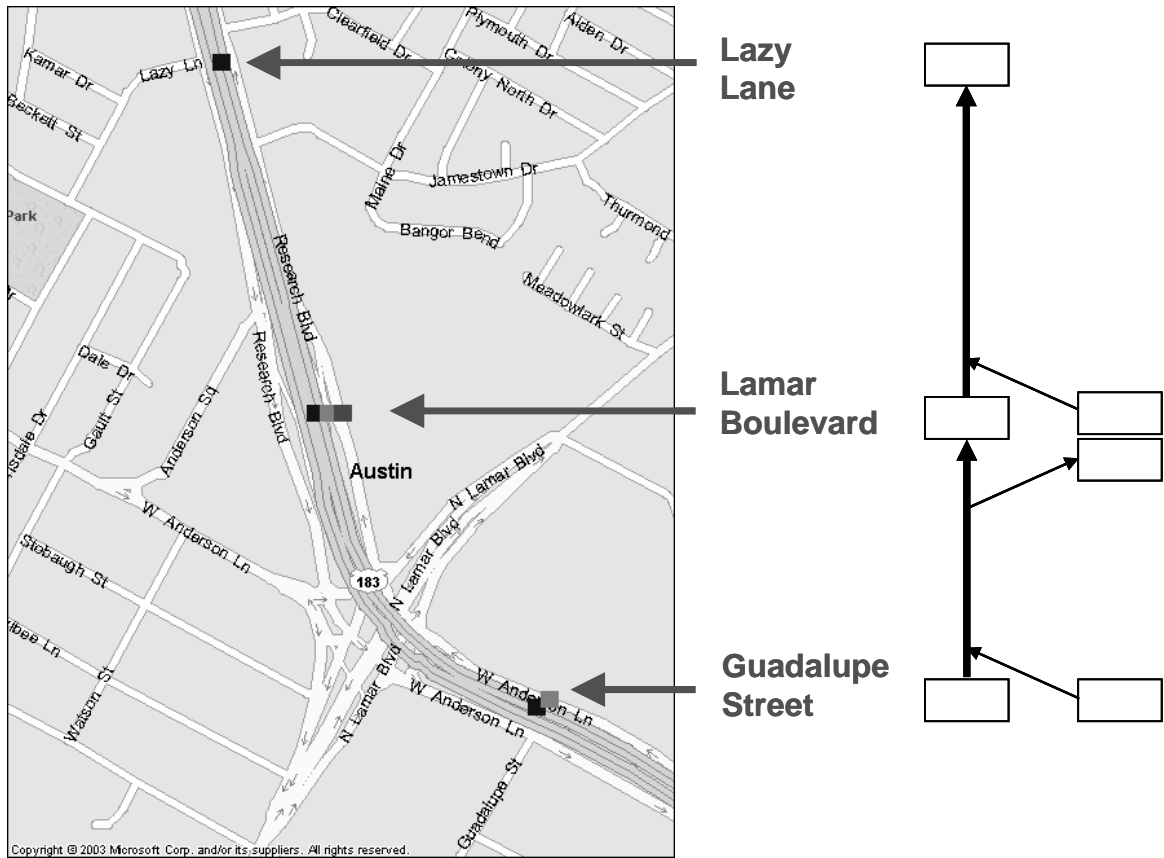 Clearfield Dr
Plymouth Dr
Alden Dr
Kamar Dr
Lazy Ln
Colony North Dr
Beckett St
Maine Dr
Jamestown Dr
Thurmond
Park
Bangor Bend
Research Blvd
Meadowlark St
Research Blvd
Dale Dr
Gault St
Anderson Sq
Austin
N Lamar Blvd
W Anderson Ln
N Lamar Blvd
Stobaugh St
183
W Anderson Ln
W Anderson Ln
N Lamar Blvd
Watson St
Guadalupe St
Copyright © 2003 Microsoft Corp. and/or its suppliers. All rights reserved.
Lazy
Lane
Lamar
Boulevard
Guadalupe
Street